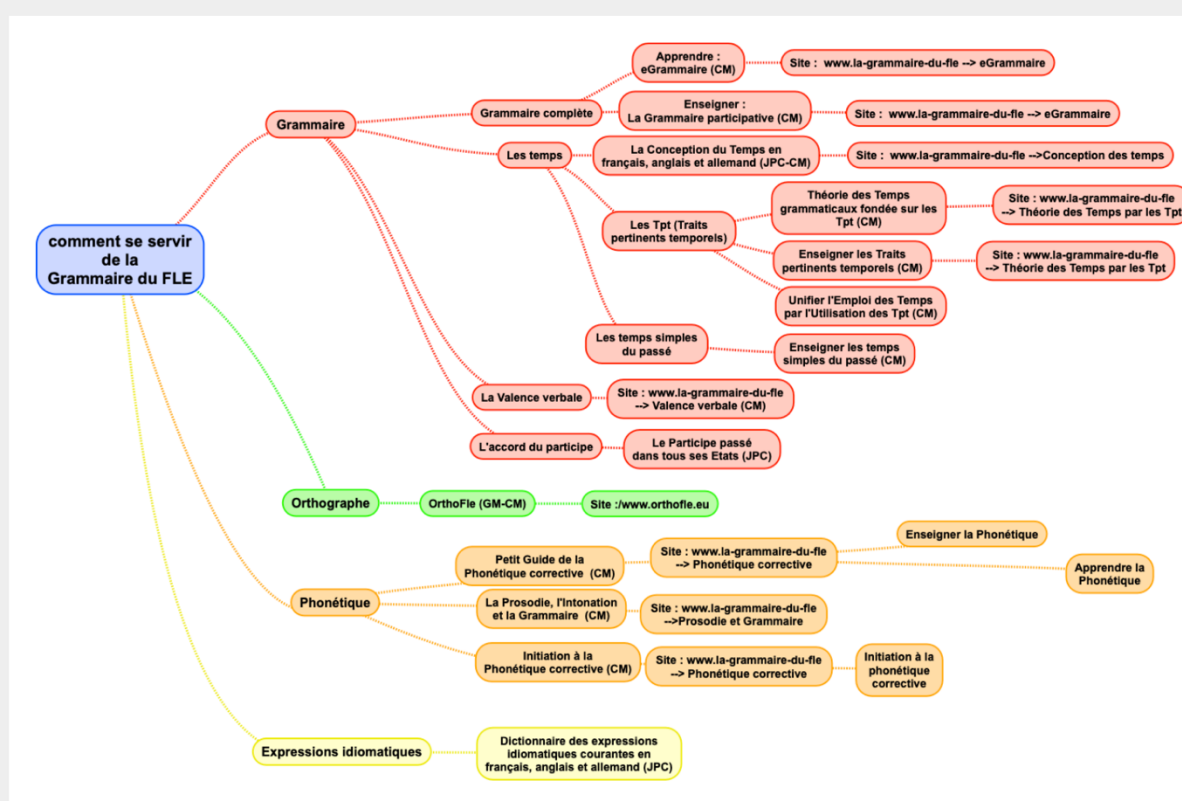 comment se servir
de la
Grammaire du FLE
Grammaire
Grammaire complète
Apprendre :
eGrammaire (CM)
Site : www.la-grammaire-du-fle --> eGrammaire
Enseigner :
La Grammaire participative (CM)
Site : www.la-grammaire-du-fle --> eGrammaire
Les temps
La Conception du Temps en
français, anglais et allemand (JPC-CM)
Site : www.la-grammaire-du-fle -->Conception des temps
Les Tpt (Traits
pertinents temporels)
Théorie des Temps
grammaticaux fondée sur les
Tpt (CM)
Site : www.la-grammaire-du-fle
--> Théorie des Temps par les Tpt
Enseigner les Traits
pertinents temporels (CM)
Site : www.la-grammaire-du-fle
--> Théorie des Temps par les Tpt
Unifier l'Emploi des Temps
par l'Utilisation des Tpt (CM)
Les temps simples
du passé
Enseigner les temps
simples du passé (CM)
La Valence verbale
Site : www.la-grammaire-du-fle
--> Valence verbale (CM)
L'accord du participe
Le Participe passé
dans tous ses Etats (JPC)
Orthographe
OrthoFle (GM-CM)
Site :/www.orthofle.eu
Phonétique
Petit Guide de la
Phonétique corrective (CM)
Site : www.la-grammaire-du-fle
--> Phonétique corrective
Enseigner la Phonétique
Apprendre la
Phonétique
La Prosodie, l'Intonation
et la Grammaire (CM)
Site : www.la-grammaire-du-fle
-->Prosodie et Grammaire
Initiation à la
Phonétique corrective (CM)
Site : www.la-grammaire-du-fle
--> Phonétique corrective
Initiation à la
phonétique
corrective
Expressions idiomatiques
Dictionnaire des expressions
idiomatiques courantes en
français, anglais et allemand (JPC)